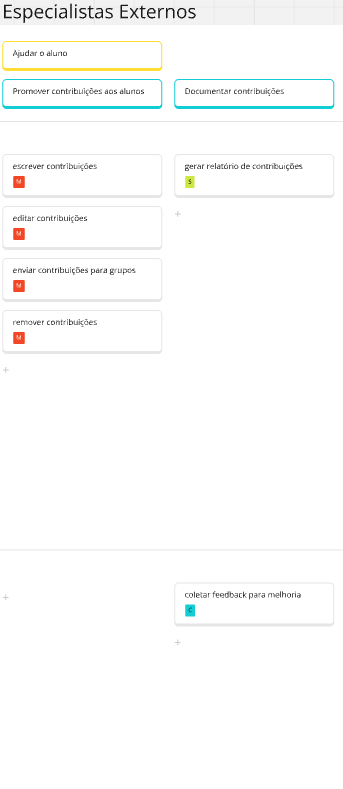 Especialistas Externos
Ajudar o aluno
Promover contribuições aos alunos
Documentar contribuições
escrever contribuições
M
gerar relatório de contribuições
S
editar contribuições
M
enviar contribuições para grupos
M
remover contribuições
M
coletar feedback para melhoria
C